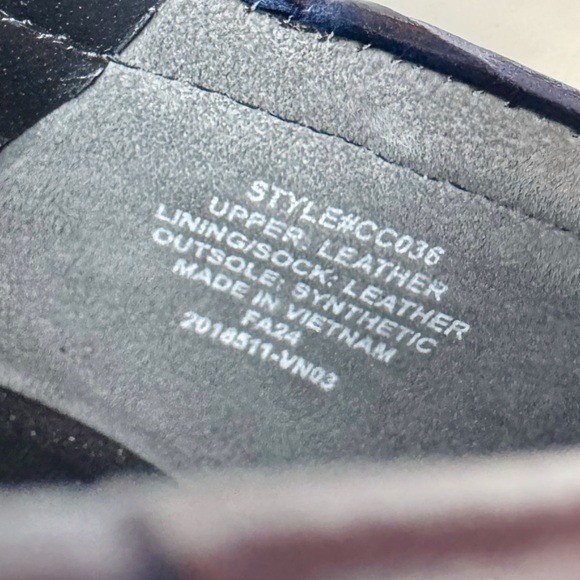 STYLE#CC036
UPPER: LEATHER
LINING/SOCK: LEATHER
OUTSOLE: SYNTHETIC
MADE IN VIETNAM
FA24
2018511-VN03